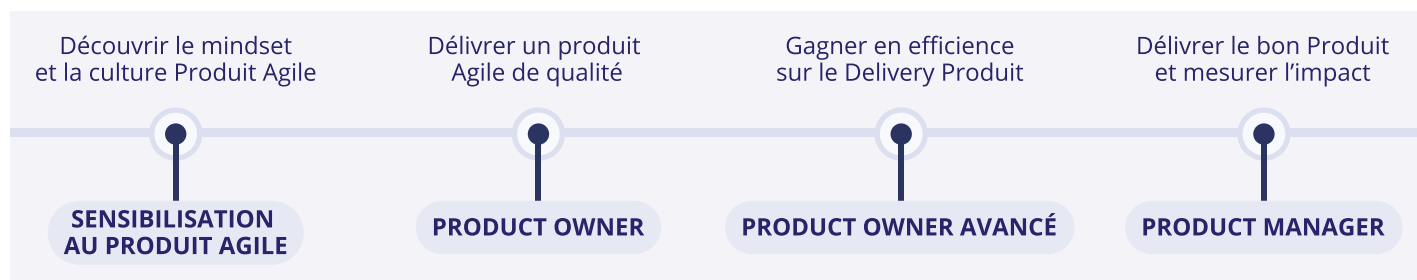 Découvrir le mindset
et la culture Produit Agile
Délivrer un produit
Agile de qualité
Gagner en efficience
sur le Delivery Produit
Délivrer le bon Produit
et mesurer l’impact
SENSIBILISATION
AU PRODUIT AGILE
PRODUCT OWNER
PRODUCT OWNER AVANCÉ
PRODUCT MANAGER